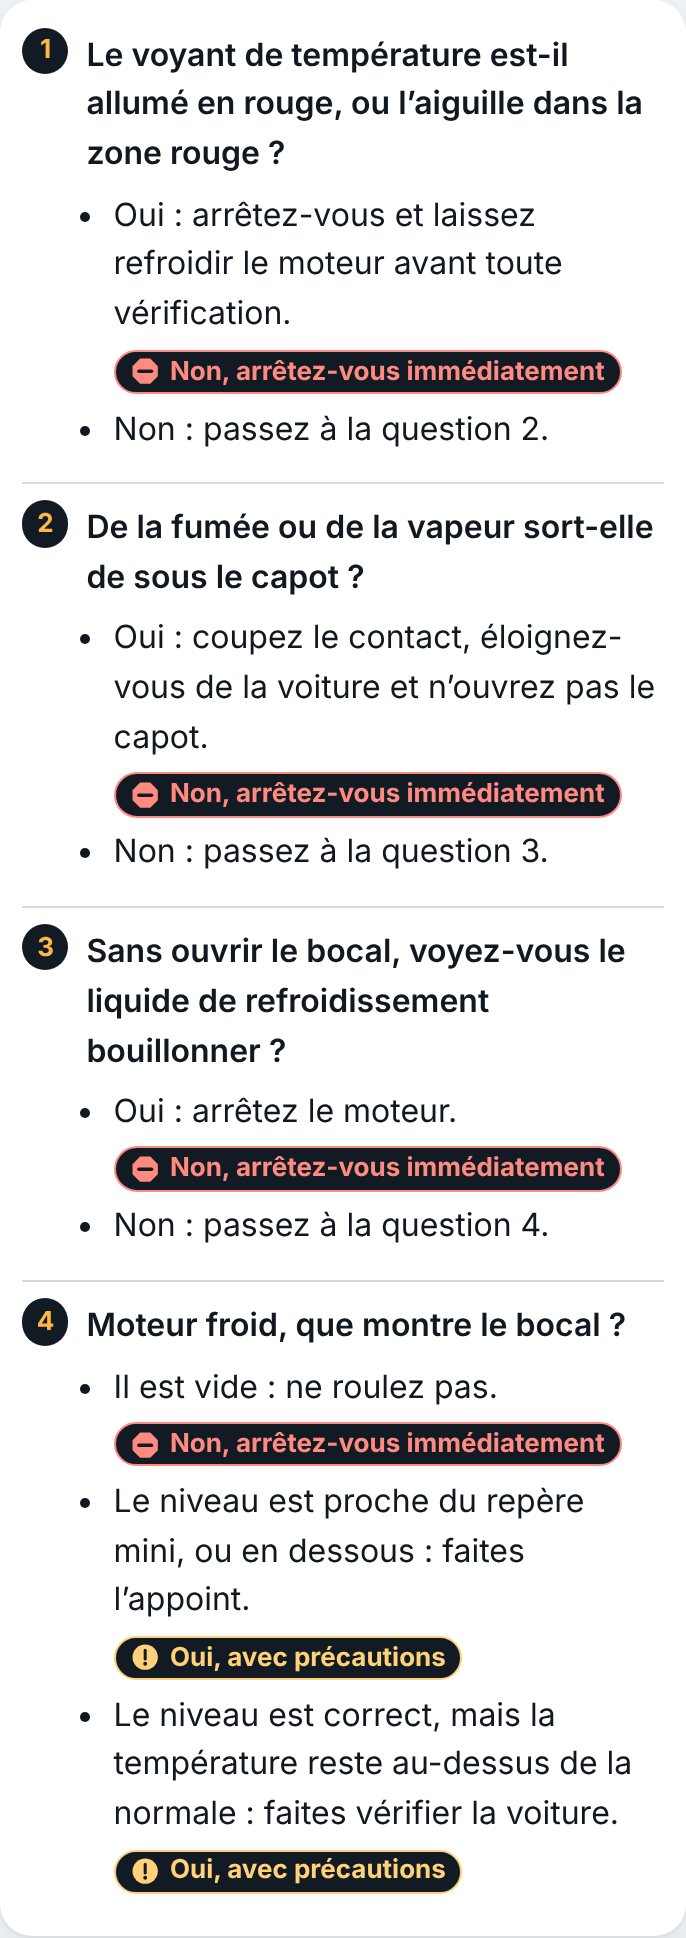 1
Le voyant de température est-il
allumé en rouge, ou l’aiguille dans la
zone rouge ?
• Oui : arrêtez-vous et laissez
refroidir le moteur avant toute
vérification.
Non, arrêtez-vous immédiatement
• Non : passez à la question 2.
2
De la fumée ou de la vapeur sort-elle
de sous le capot ?
• Oui : coupez le contact, éloignez-
vous de la voiture et n’ouvrez pas le
capot.
Non, arrêtez-vous immédiatement
• Non : passez à la question 3.
3
Sans ouvrir le bocal, voyez-vous le
liquide de refroidissement
bouillonner ?
• Oui : arrêtez le moteur.
Non, arrêtez-vous immédiatement
• Non : passez à la question 4.
4
Moteur froid, que montre le bocal ?
• Il est vide : ne roulez pas.
Non, arrêtez-vous immédiatement
• Le niveau est proche du repère
mini, ou en dessous : faites
l’appoint.
Oui, avec précautions
• Le niveau est correct, mais la
température reste au-dessus de la
normale : faites vérifier la voiture.
Oui, avec précautions